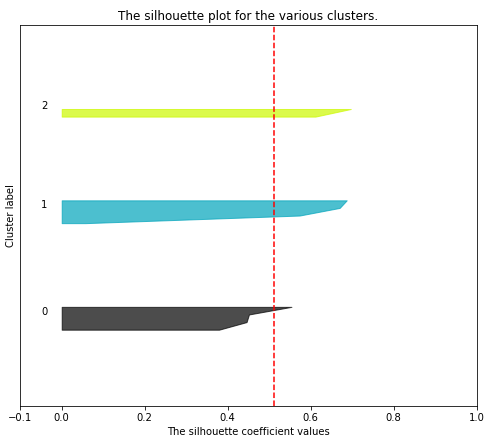 The silhouette plot for the various clusters.
Cluster label
2
1
0
−0.1 0.0 0.2 0.4 0.6 0.8 1.0
The silhouette coefficient values